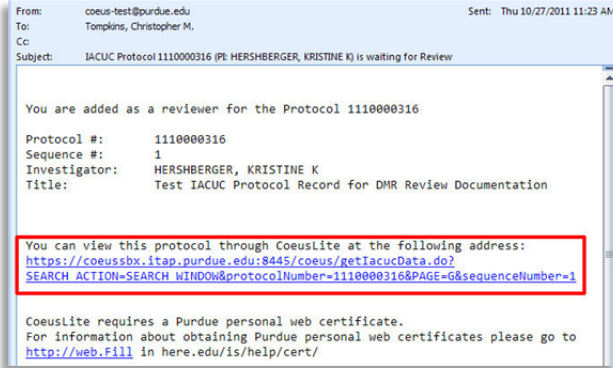 From: coeus-test@purdue.edu Sent: Thu 10/27/2011 11:23 AM
To: Tompkins, Christopher M.
Cc:
Subject: IACUC Protocol 1110000316 (PI: HERSHBERGER, KRISTINE K) is waiting for Review
You are added as a reviewer for the Protocol 1110000316
Protocol #: 1110000316
Sequence #: 1
Investigator: HERSHBERGER, KRISTINE K
Title: Test IACUC Protocol Record for DMR Review Documentation
You can view this protocol through CoeusLite at the following address:
https://coeussbx.itap.purdue.edu:8445/coeus/getIacucData.do?
SEARCH_ACTION=SEARCH_WINDOW&protocolNumber=1110000316&PAGE=G&sequenceNumber=1
CoeusLite requires a Purdue personal web certificate.
For information about obtaining Purdue personal web certificates please go to
http://web.Fill in here.edu/is/help/cert/